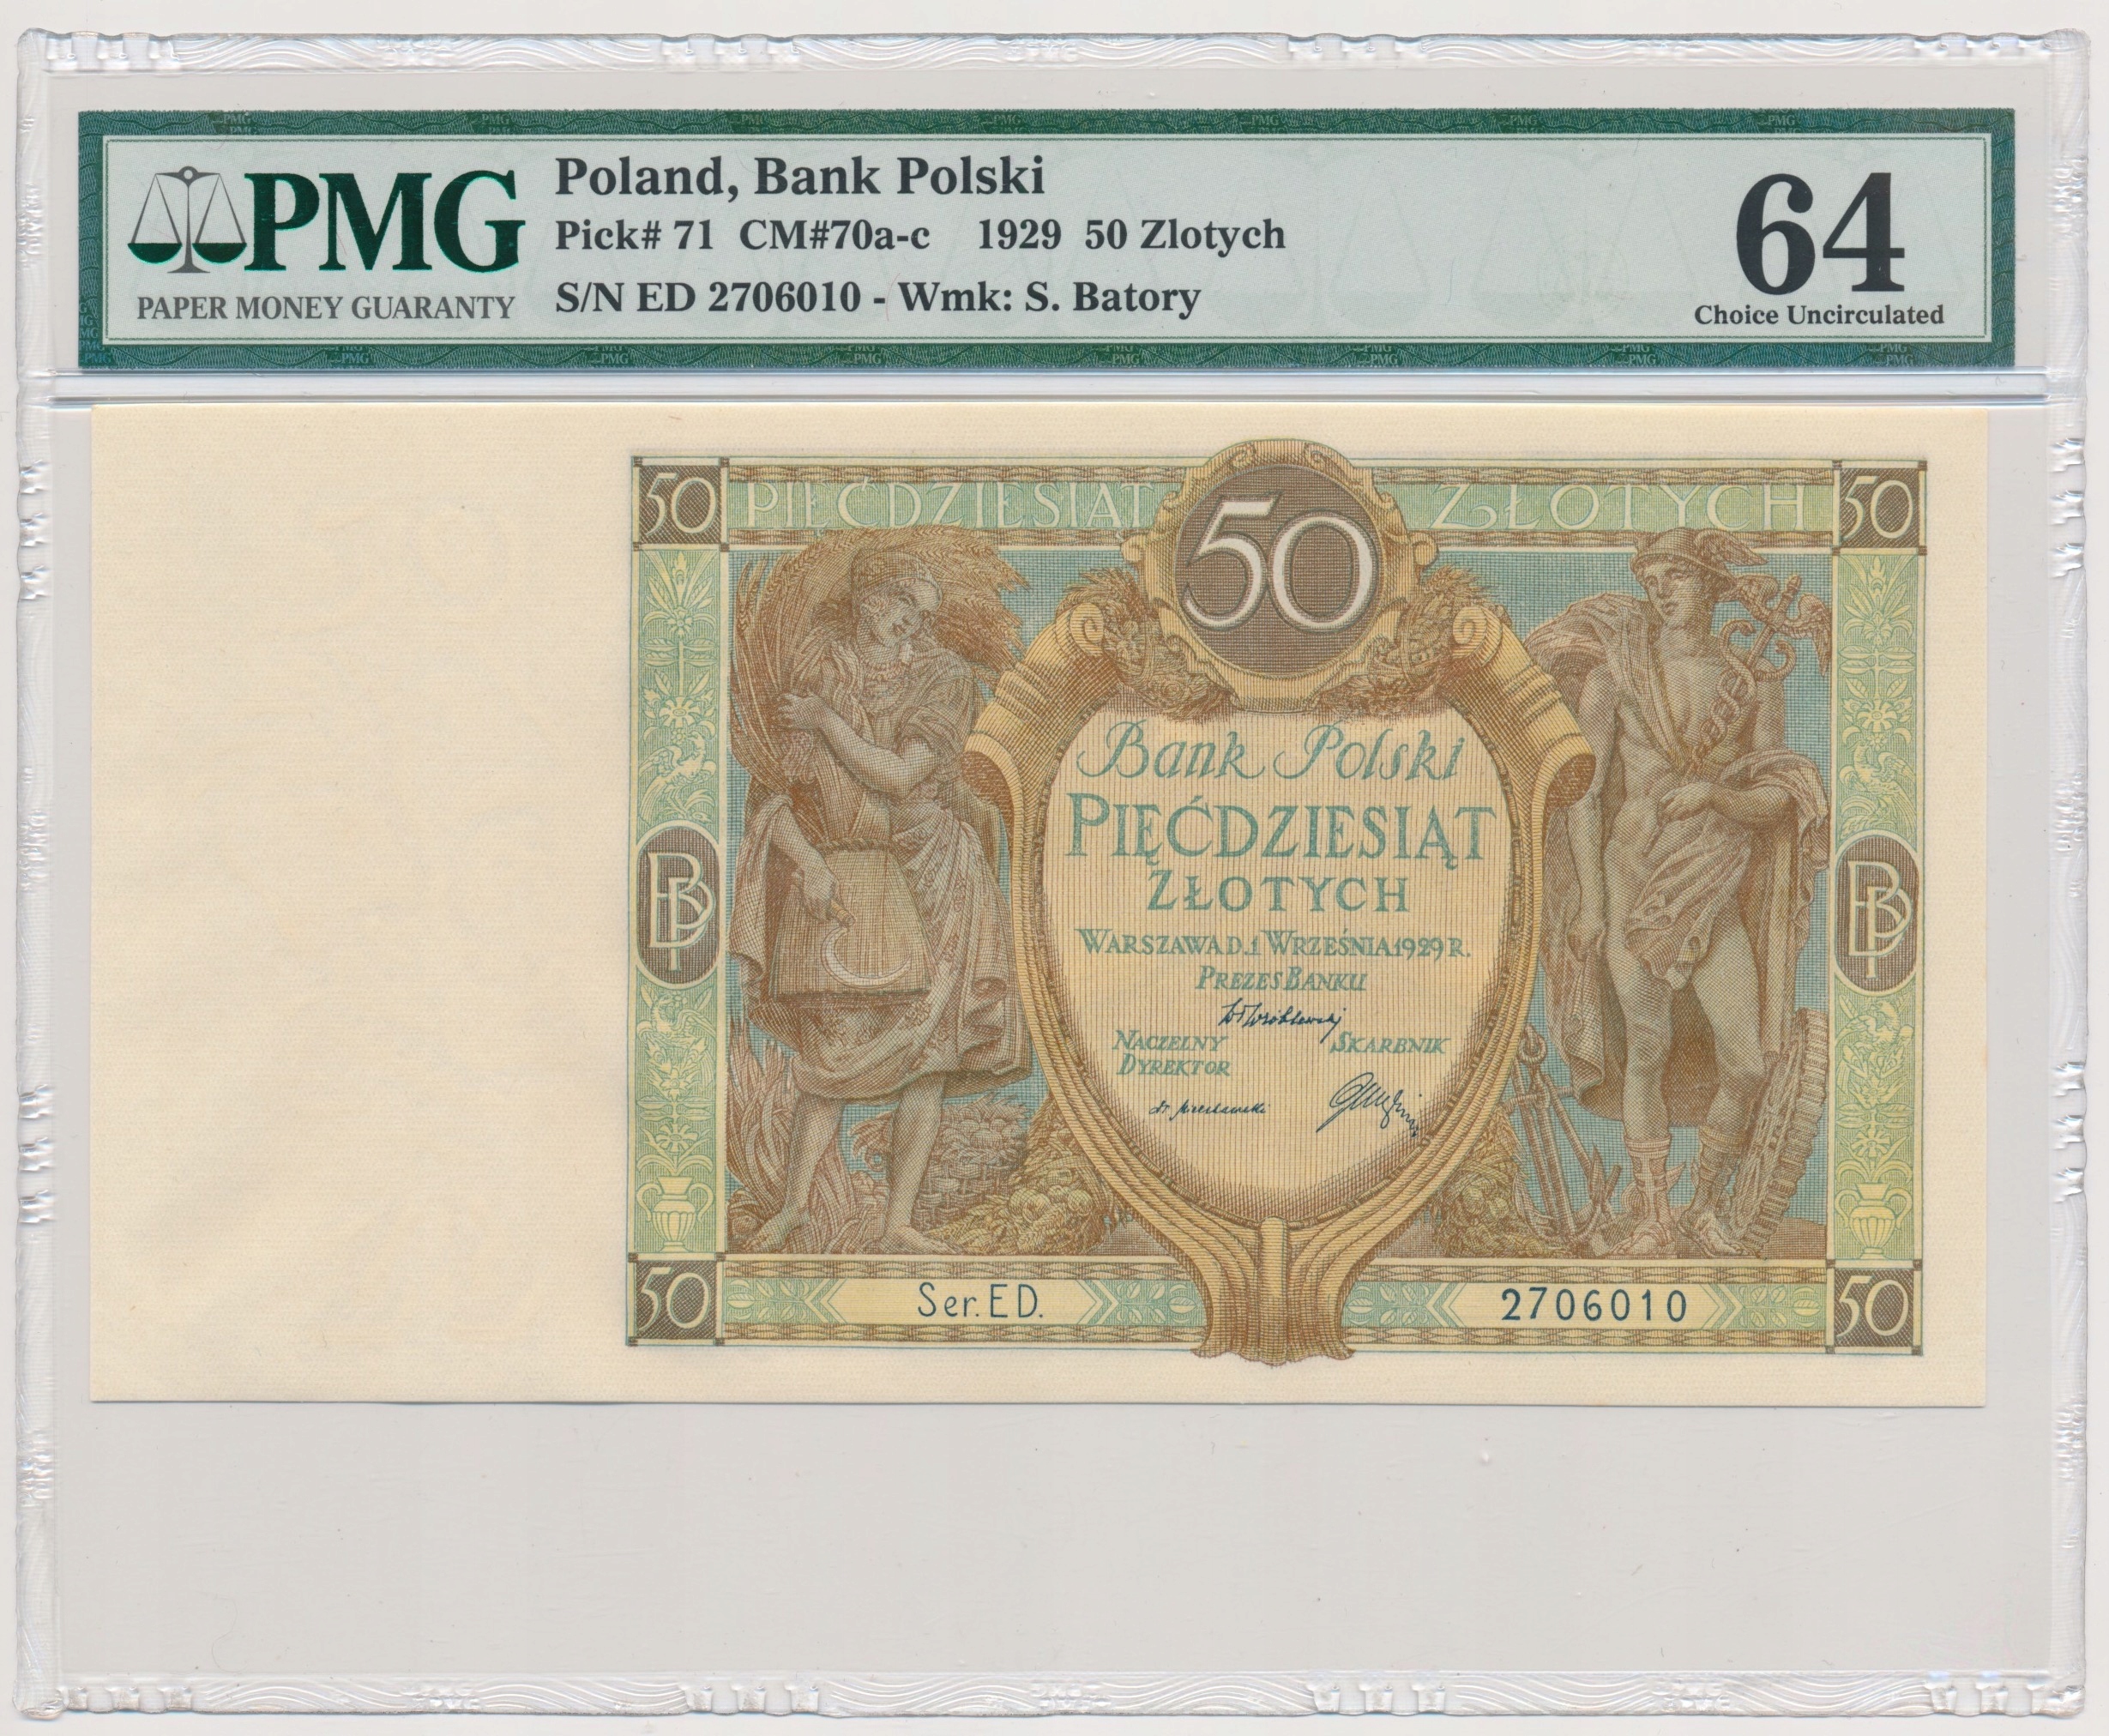 PMG
PAPER MONEY GUARANTY
Poland, Bank Polski
Pick# 71 CM#70a-c 1929 50 Zlotych
S/N ED 2706010 - Wmk: S. Batory
64
Choice Uncirculated
50 PIĘĆDZIESIĄT 50 ZŁOTYCH 50
Bank Polski
PIĘĆDZIESIĄT
ZŁOTYCH
WARSZAWA D. 1 WRZEŚNIA 1929 R.
PREZES BANKU
NACZELNY
DYREKTOR
SKARBNIK
BP
BP
50 Ser. ED. 2706010 50